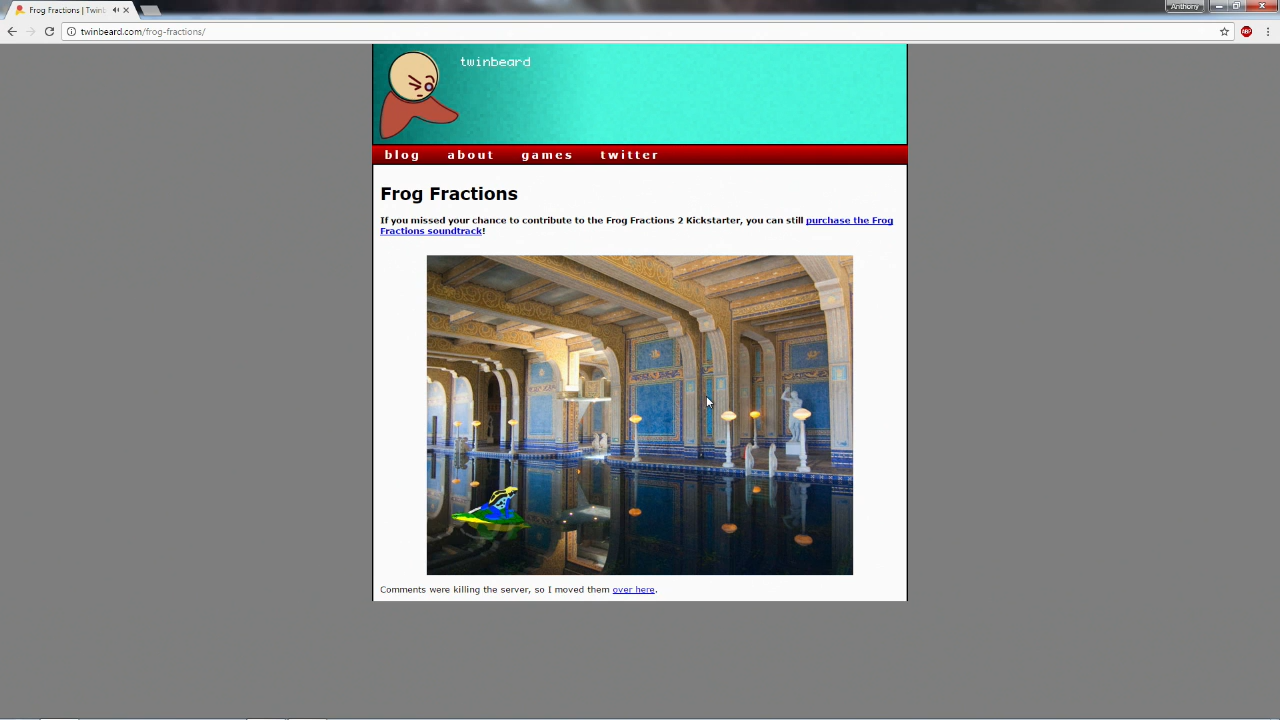 Frog Fractions | Twinb
Anthony
twinbeard.com/frog-fractions/
ABP
twinbeard
blog about games twitter
Frog Fractions
If you missed your chance to contribute to the Frog Fractions 2 Kickstarter, you can still purchase the Frog
Fractions soundtrack!
Comments were killing the server, so I moved them over here.